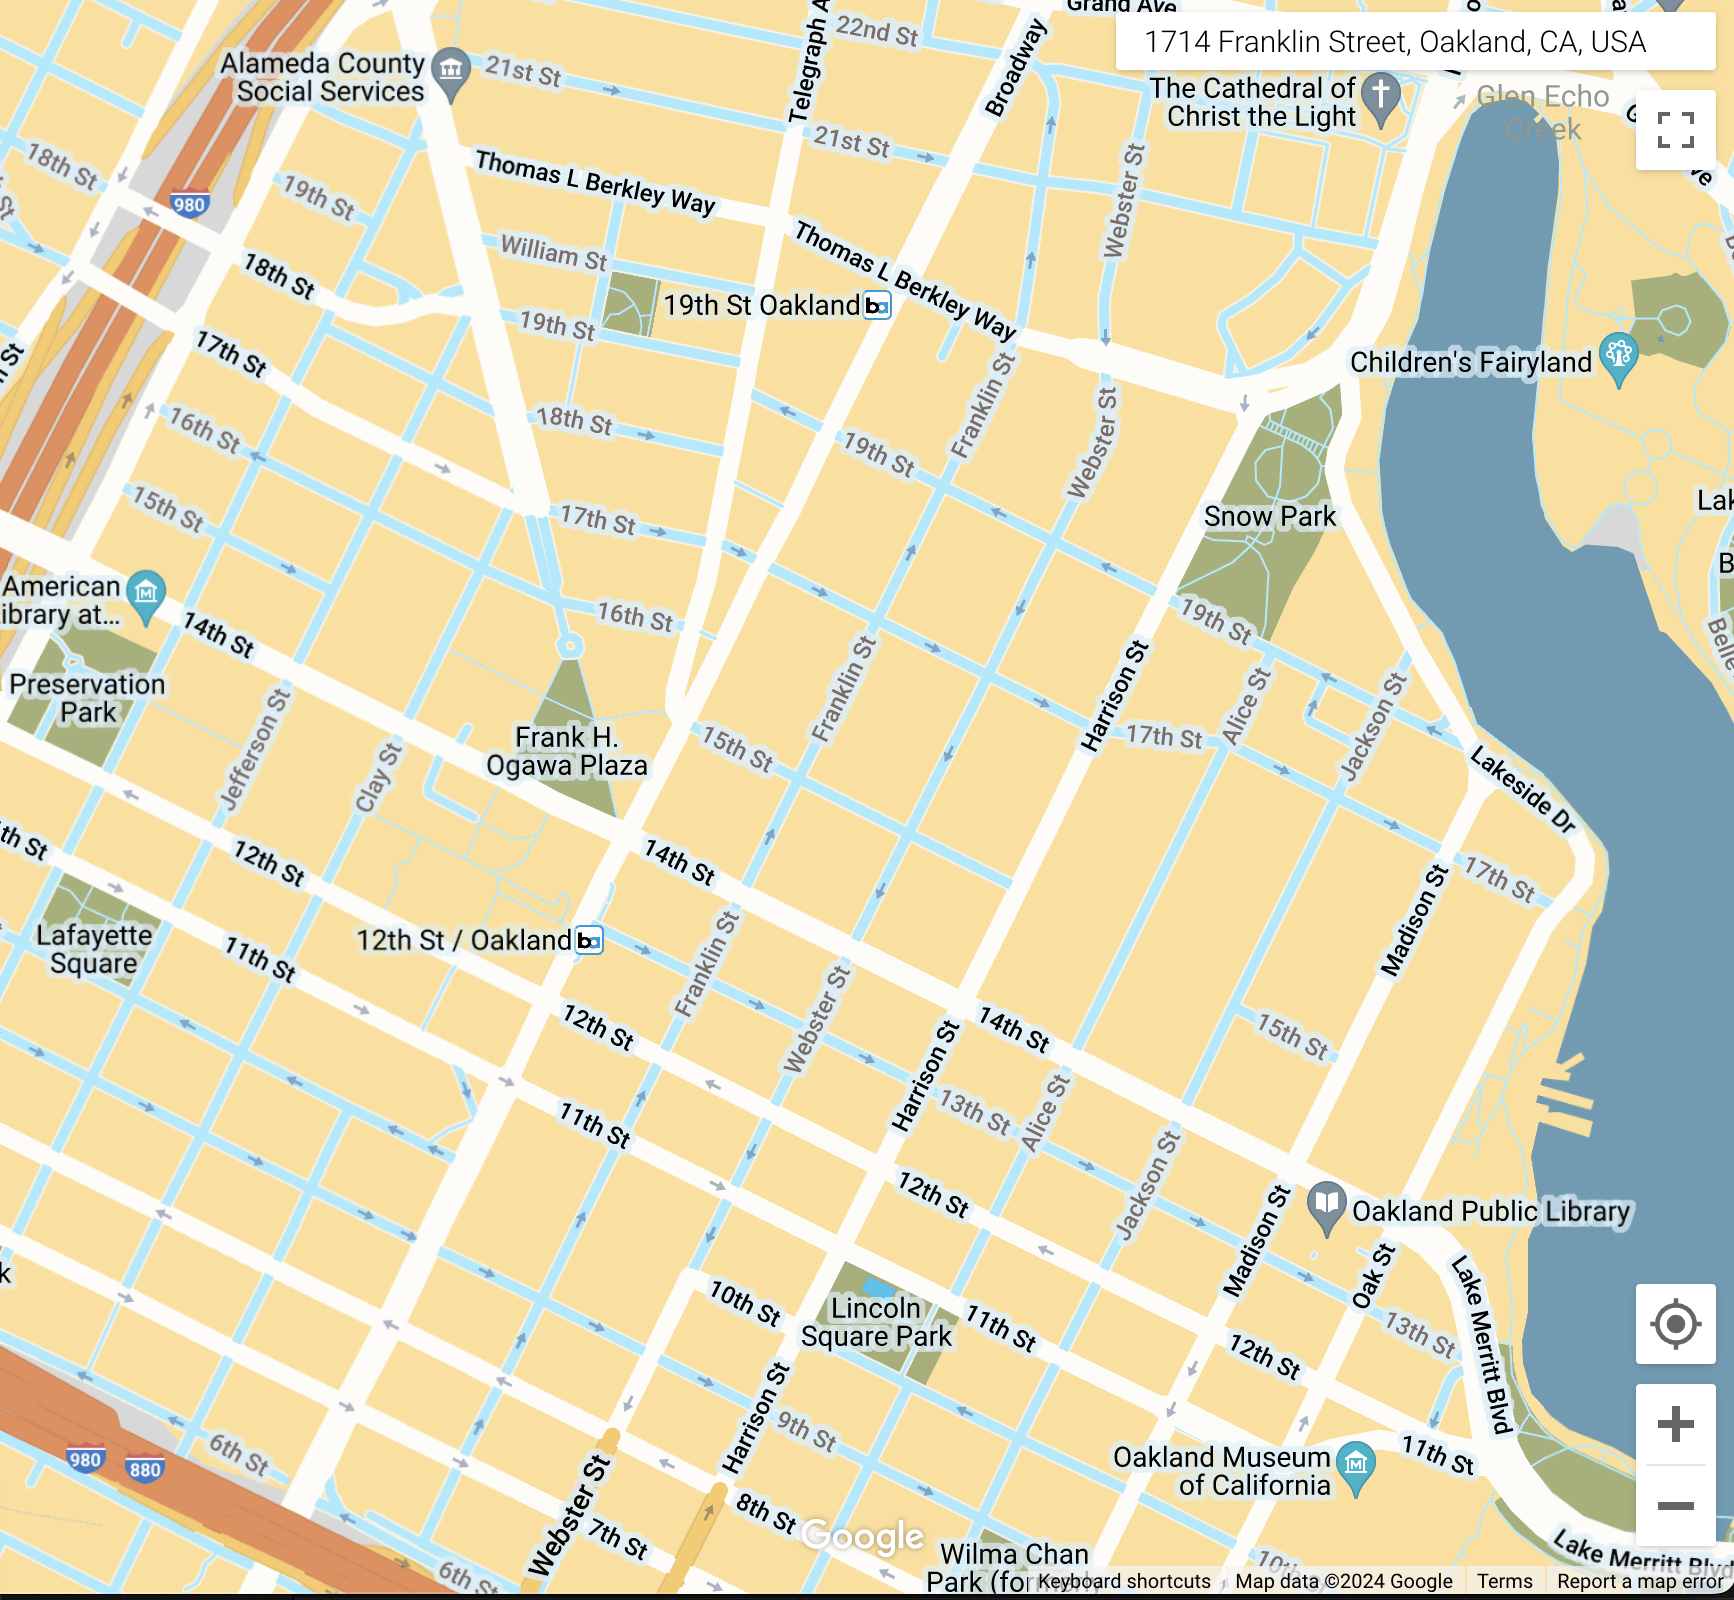 Grand Ave
22nd St
Telegraph A
Broadway
1714 Franklin Street, Oakland, CA, USA
Alameda County
Social Services
21st St
The Cathedral of
Christ the Light
Glen Echo
Creek
21st St
18th St
Thomas L Berkley Way
19th St
980
Webster St
William St
Thomas L Berkley Way
18th St
19th St Oakland
19th St
17th St
Children's Fairyland
Franklin St
16th St
18th St
Webster St
19th St
15th St
17th St
Snow Park
Lak
B
American
ibrary at...
14th St
16th St
19th St
Belle
Preservation
Park
Franklin St
Harrison St
Alice St
Jackson St
Jefferson St
Clay St
Frank H.
Ogawa Plaza
15th St
17th St
Lakeside Dr
th St
12th St
14th St
17th St
Madison St
Lafayette
Square
11th St
12th St / Oakland
Franklin St
Webster St
12th St
14th St
15th St
Harrison St
13th St
Alice St
11th St
12th St
Jackson St
Madison St
Oakland Public Library
Oak St
Lake Merritt Blvd
k
10th St
Lincoln
Square Park
11th St
12th St
13th St
Harrison St
9th St
6th St
980
880
Oakland Museum
of California
11th St
Webster St
7th St
8th St
Google
Wilma Chan
Park (formerly
6th St
10th
Lake Merritt Blvd
Keyboard shortcuts
Map data ©2024 Google
Terms
Report a map error